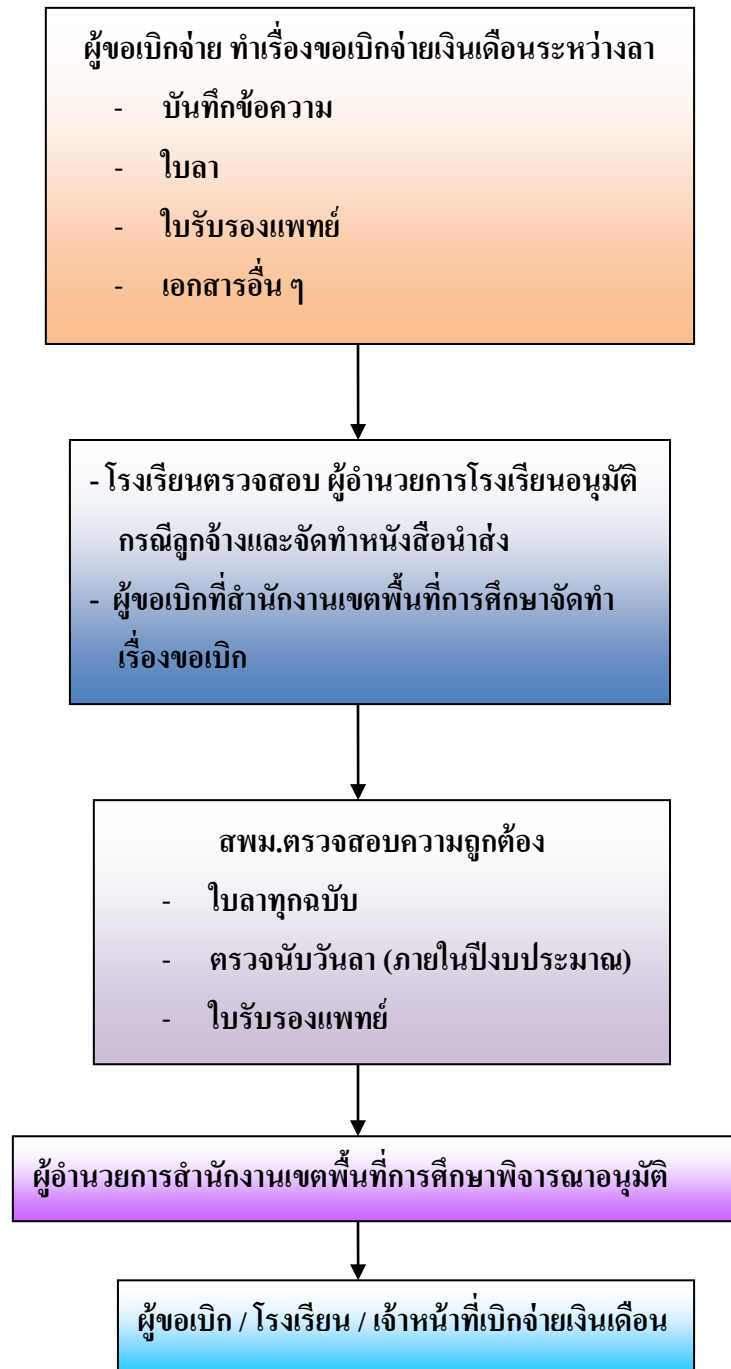 ผู้ขอเบิกจ่าย ทำเรื่องขอเบิกจ่ายเงินเดือนระหว่างลา
- บันทึกข้อความ
- ใบลา
- ใบรับรองแพทย์
- เอกสารอื่น ๆ
- โรงเรียนตรวจสอบ ผู้อำนวยการโรงเรียนอนุมัติ
กรณีลูกจ้างและจัดทำหนังสือนำส่ง
- ผู้ขอเบิกที่สำนักงานเขตพื้นที่การศึกษาจัดทำ
เรื่องขอเบิก
สพม.ตรวจสอบความถูกต้อง
- ใบลาทุกฉบับ
- ตรวจนับวันลา (ภายในปีงบประมาณ)
- ใบรับรองแพทย์
ผู้อำนวยการสำนักงานเขตพื้นที่การศึกษาพิจารณาอนุมัติ
ผู้ขอเบิก / โรงเรียน / เจ้าหน้าที่เบิกจ่ายเงินเดือน